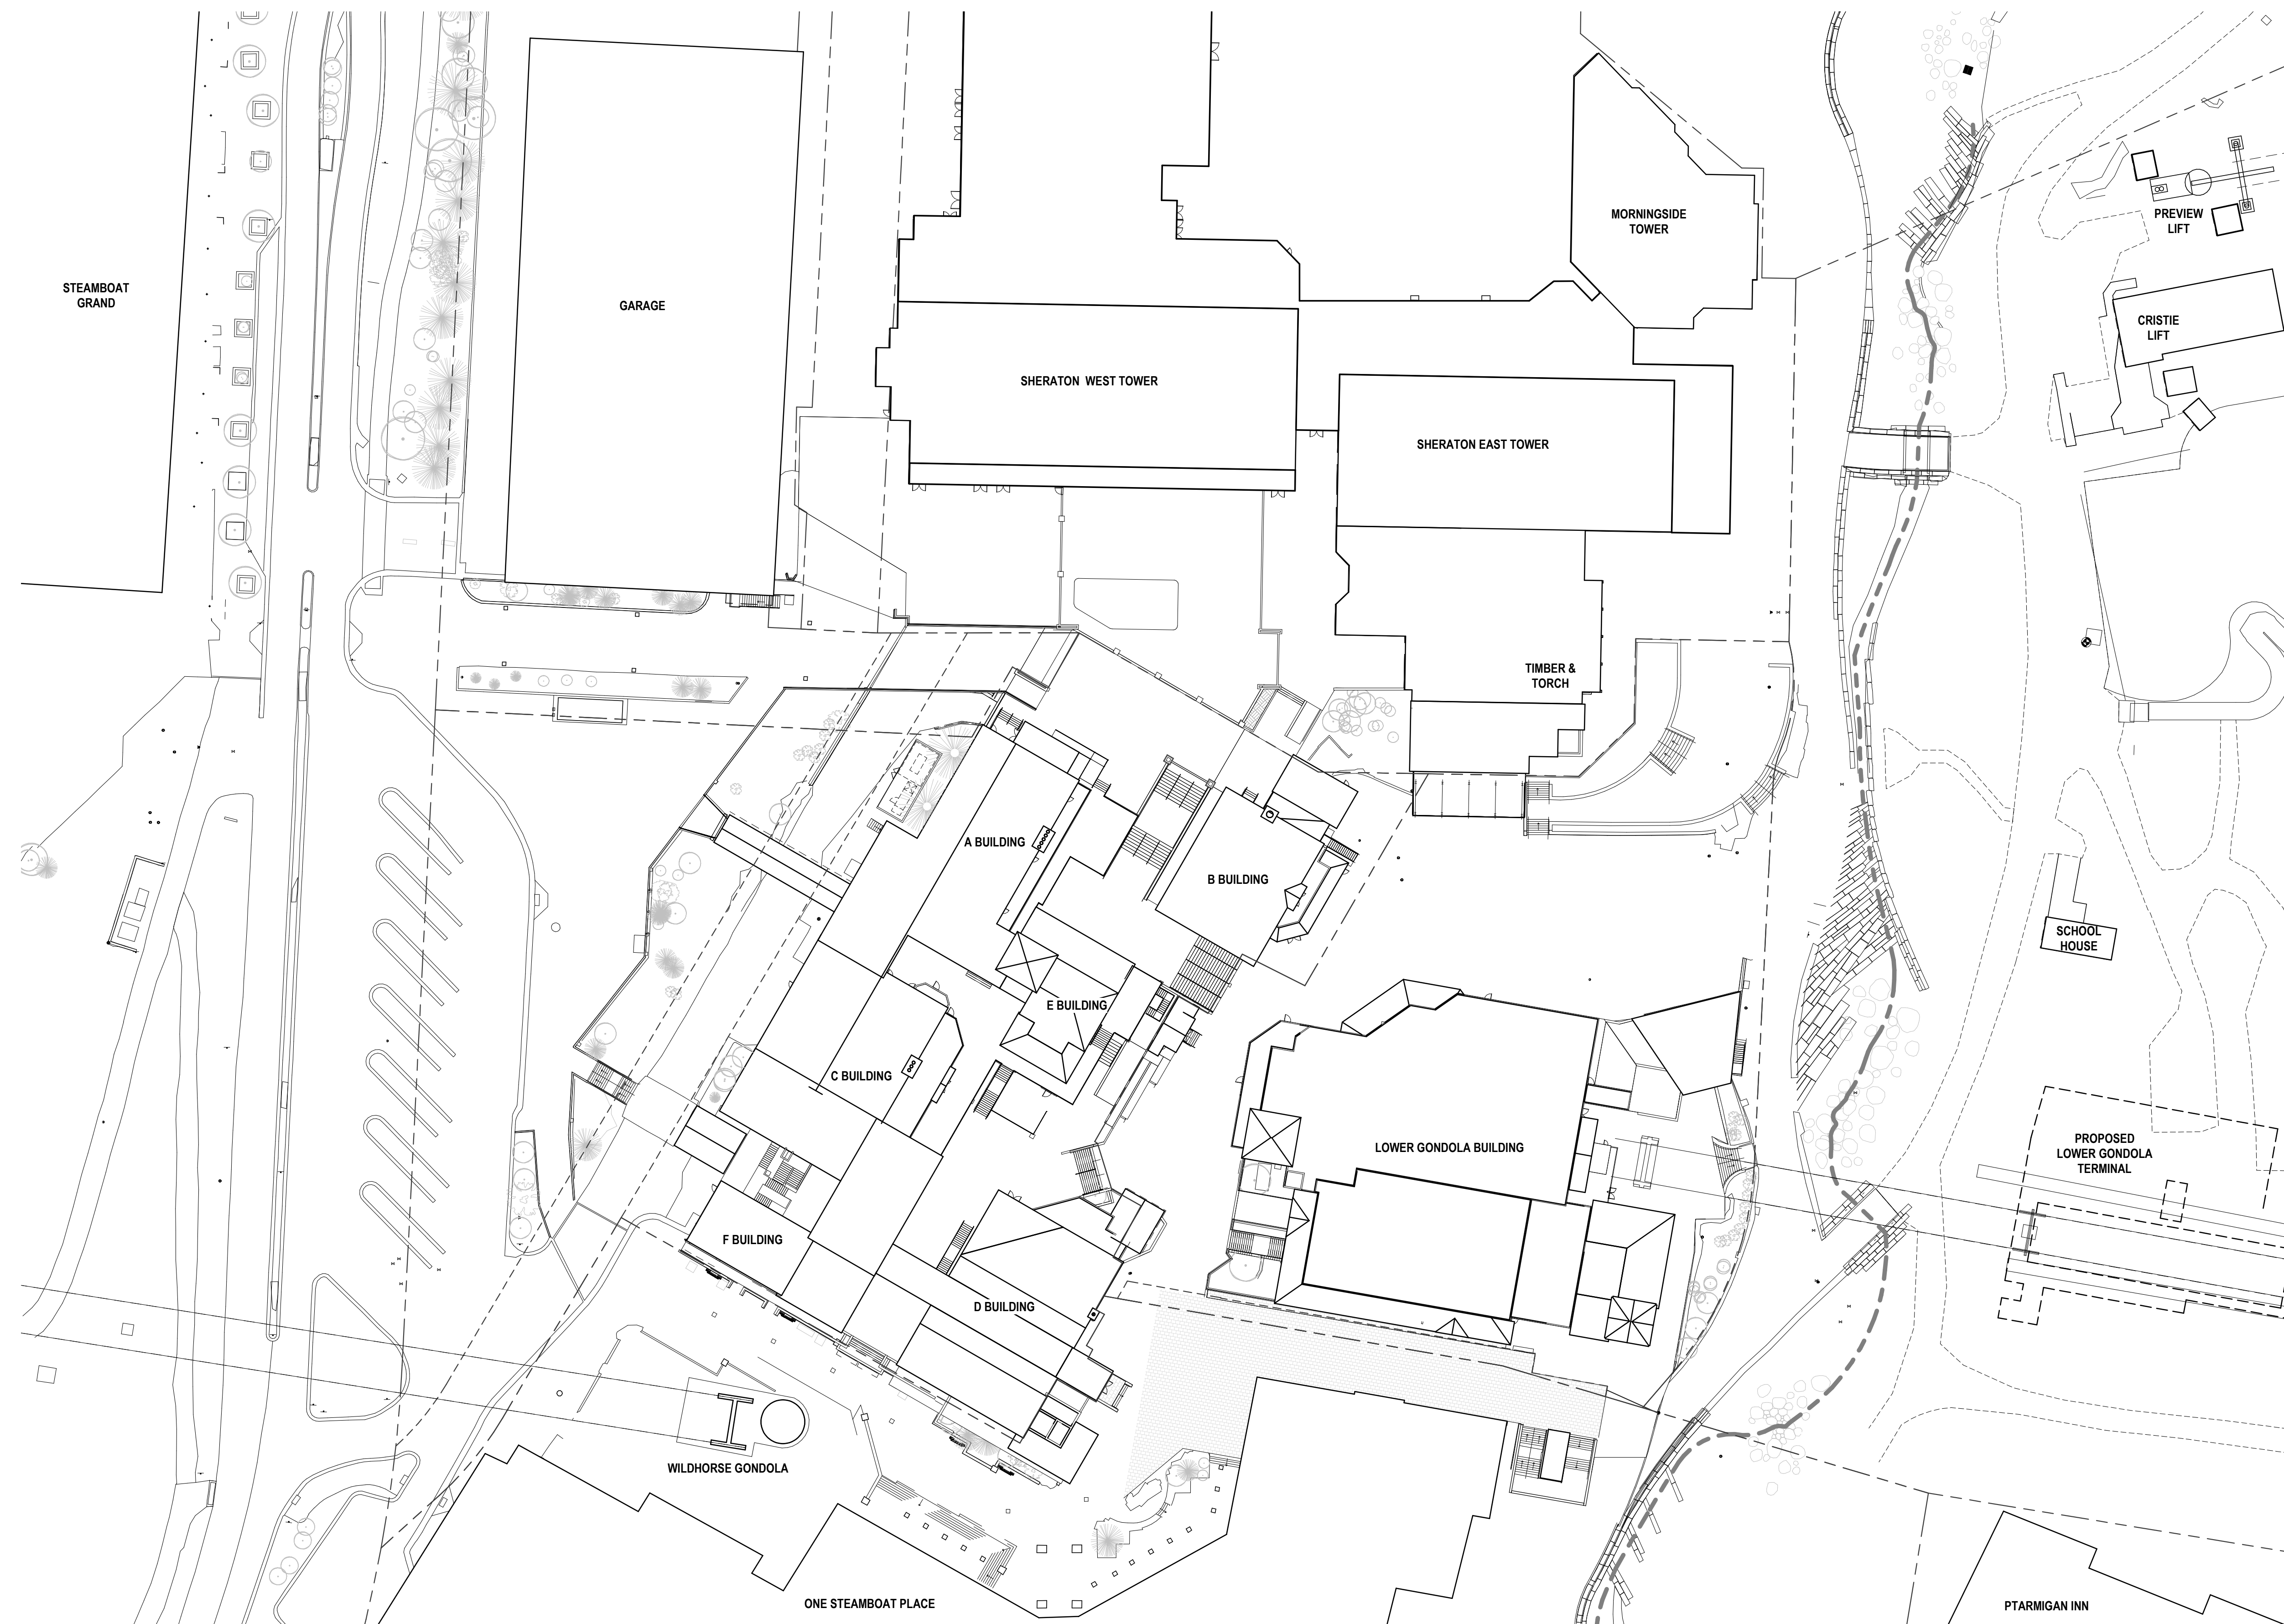 MORNINGSIDE
TOWER
PREVIEW
LIFT
STEAMBOAT
GRAND
GARAGE
CRISTIE
LIFT
SHERATON WEST TOWER
SHERATON EAST TOWER
TIMBER &
TORCH
A BUILDING
B BUILDING
SCHOOL
HOUSE
E BUILDING
C BUILDING
LOWER GONDOLA BUILDING
PROPOSED
LOWER GONDOLA
TERMINAL
F BUILDING
D BUILDING
WILDHORSE GONDOLA
ONE STEAMBOAT PLACE
PTARMIGAN INN